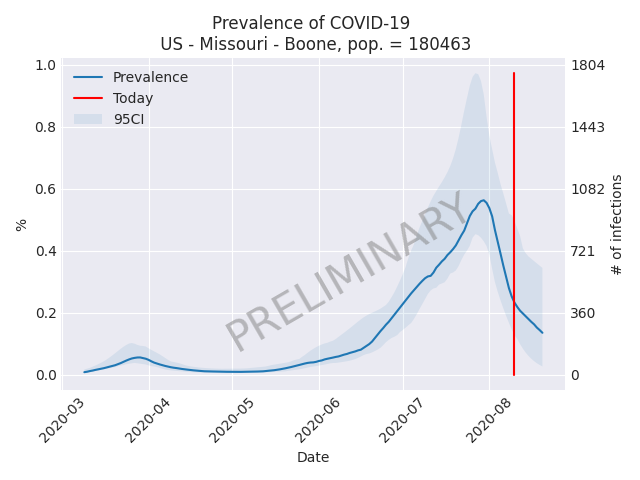 Prevalence of COVID-19
US - Missouri - Boone, pop. = 180463
1.0
0.8
0.6
0.4
0.2
0.0
%
Prevalence
Today
95CI
PRELIMINARY
1804
1443
1082
721
360
0
# of infections
2020-03
2020-04
2020-05
2020-06
2020-07
2020-08
Date